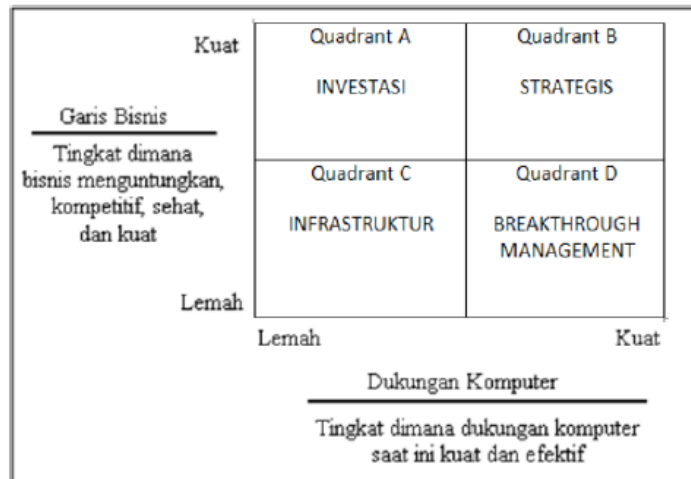 Kuat
Quadrant A
INVESTASI
Quadrant B
STRATEGIS
Garis Bisnis
Tingkat dimana
bisnis menguntungkan,
kompetitif, sehat,
dan kuat
Quadrant C
INFRASTRUKTUR
Quadrant D
BREAKTHROUGH
MANAGEMENT
Lemah
Lemah
Kuat
Dukungan Komputer
Tingkat dimana dukungan komputer
saat ini kuat dan efektif